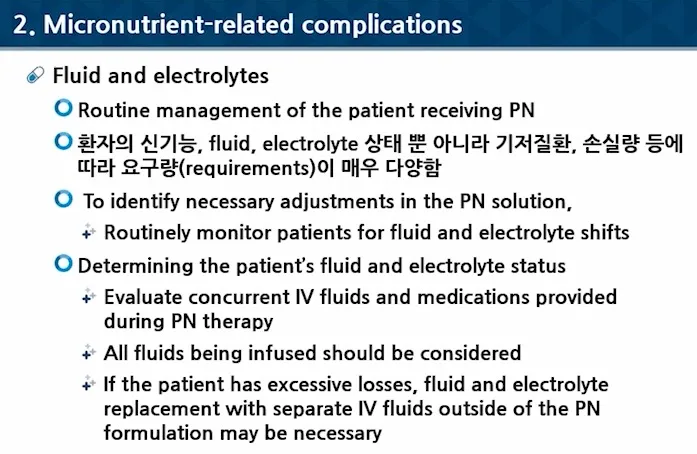 2. Micronutrient-related complications
Fluid and electrolytes
Routine management of the patient receiving PN
환자의 신기능, fluid, electrolyte 상태 뿐 아니라 기저질환, 손실량 등에
따라 요구량(requirements)이 매우 다양함
To identify necessary adjustments in the PN solution,
Routinely monitor patients for fluid and electrolyte shifts
Determining the patient's fluid and electrolyte status
Evaluate concurrent IV fluids and medications provided
during PN therapy
All fluids being infused should be considered
If the patient has excessive losses, fluid and electrolyte
replacement with separate IV fluids outside of the PN
formulation may be necessary